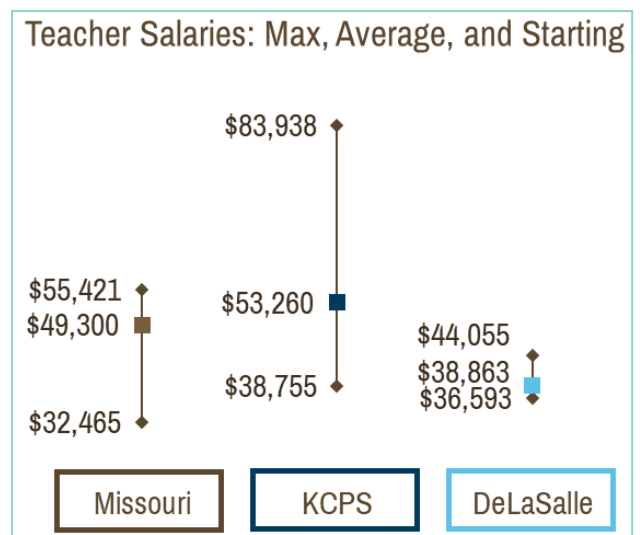 Teacher Salaries: Max, Average, and Starting
$83,938
$55,421
$49,300
$53,260
$44,055
$38,863
$38,755
$36,593
$32,465
Missouri
KCPS
DeLaSalle